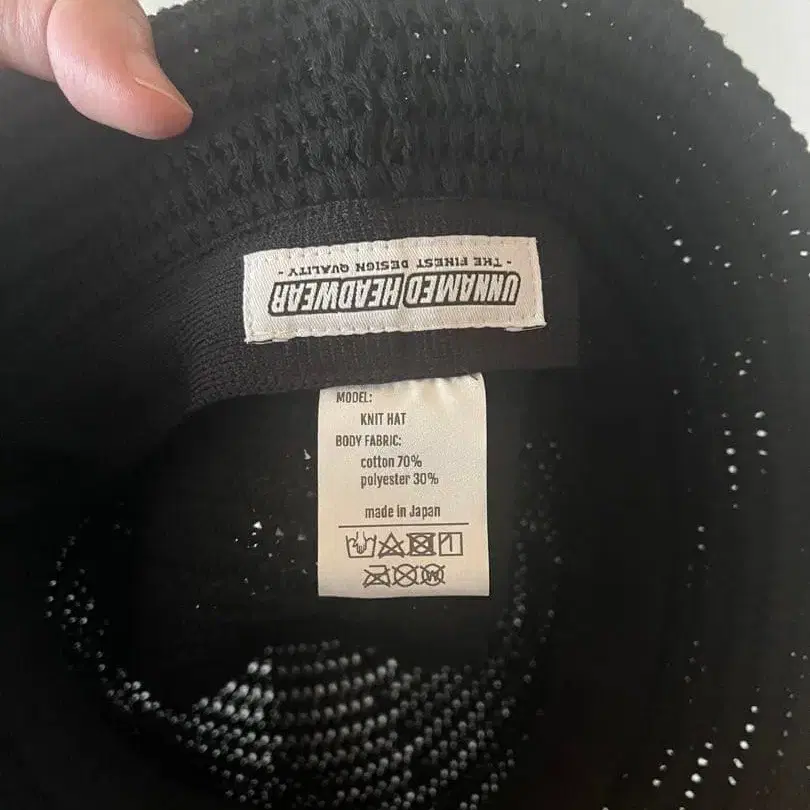 UNNAMED HEADWEAR
- THE FINEST DESIGN QUALITY -
MODEL:
KNIT HAT
BODY FABRIC:
cotton 70%
polyester 30%
made in Japan
W